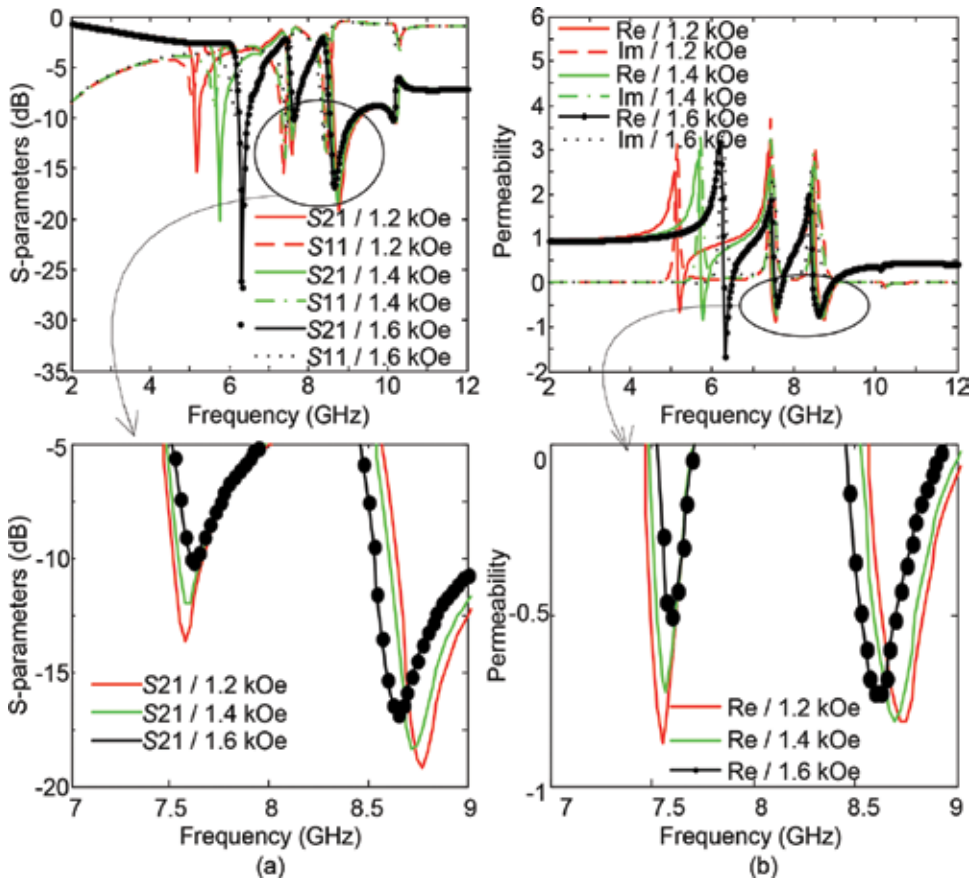 S-parameters (dB)
0
-5
-10
-15
-20
-25
-30
-35
2
4
6
8
10
12
Frequency (GHz)
S21 / 1.2 kOe
S11 / 1.2 kOe
S21 / 1.4 kOe
S11 / 1.4 kOe
S21 / 1.6 kOe
S11 / 1.6 kOe
Permeability
6
5
4
3
2
1
0
-1
-2
2
4
6
8
10
12
Frequency (GHz)
Re / 1.2 kOe
Im / 1.2 kOe
Re / 1.4 kOe
Im / 1.4 kOe
Re / 1.6 kOe
Im / 1.6 kOe
S-parameters (dB)
-5
-10
-15
-20
7
7.5
8
8.5
9
Frequency (GHz)
S21 / 1.2 kOe
S21 / 1.4 kOe
S21 / 1.6 kOe
(a)
Permeability
0
-0.5
-1
7
7.5
8
8.5
9
Frequency (GHz)
Re / 1.2 kOe
Re / 1.4 kOe
Re / 1.6 kOe
(b)